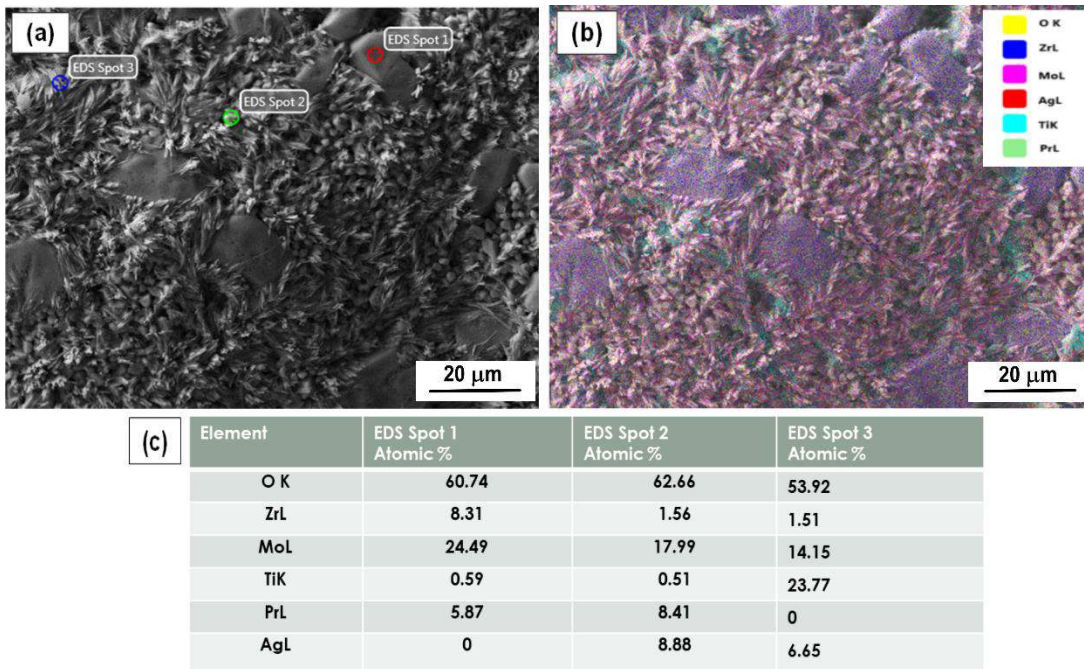 (a)
EDS Spot 1
EDS Spot 3
EDS Spot 2
20 µm
(b)
O K
ZrL
MoL
AgL
TiK
PrL
20 µm
(c)
Element EDS Spot 1 Atomic % EDS Spot 2 Atomic % EDS Spot 3 Atomic %
O K 60.74 62.66 53.92
ZrL 8.31 1.56 1.51
MoL 24.49 17.99 14.15
TiK 0.59 0.51 23.77
PrL 5.87 8.41 0
AgL 0 8.88 6.65